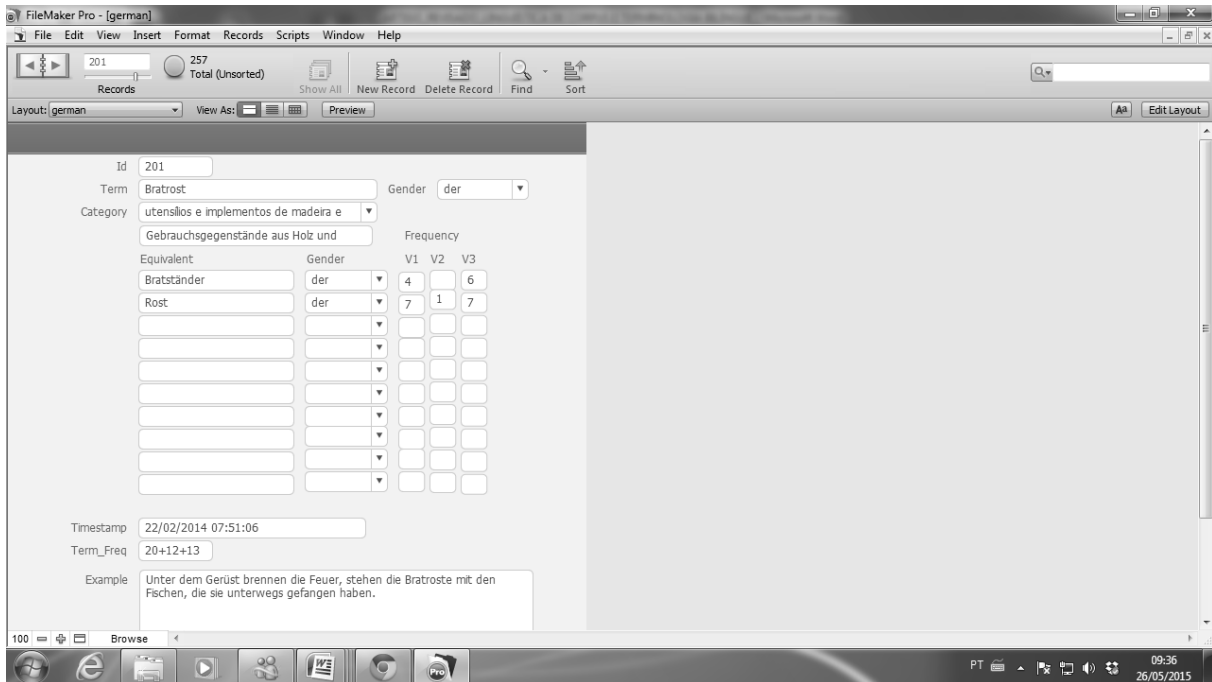 FileMaker Pro - [german]
File Edit View Insert Format Records Scripts Window Help
201
Records
257
Total (Unsorted)
Show All
New Record
Delete Record
Find
Sort
Layout: german
View As:
Preview
Aa
Edit Layout
Id 201
Term Bratrost Gender der
Category utensílios e implementos de madeira e
Gebrauchsgegenstände aus Holz und Frequency
Equivalent Gender V1 V2 V3
Bratständer der 4 6
Rost der 7 1 7
Timestamp 22/02/2014 07:51:06
Term_Freq 20+12+13
Example Unter dem Gerüst brennen die Feuer, stehen die Bratroste mit den
Fischen, die sie unterwegs gefangen haben.
100 Browse
Pro
PT
09:36
26/05/2015